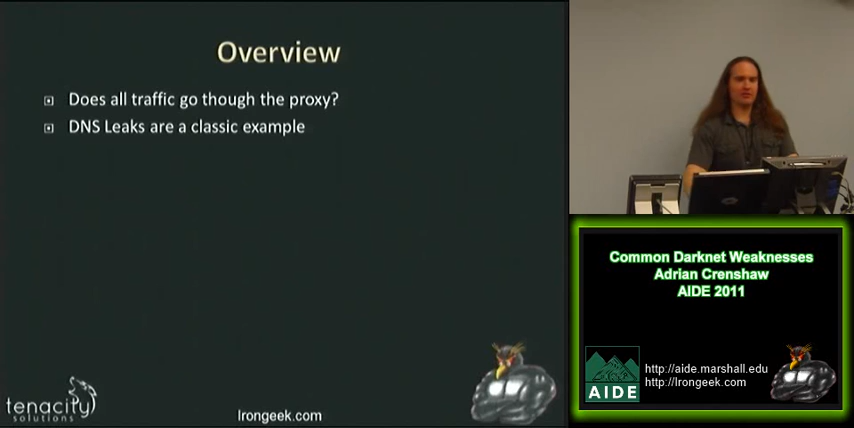 Overview
Does all traffic go though the proxy?
DNS Leaks are a classic example
tenacity
solutions
Irongeek.com
Common Darknet Weaknesses
Adrian Crenshaw
AIDE 2011
AIDE
http://aide.marshall.edu
http://Irongeek.com